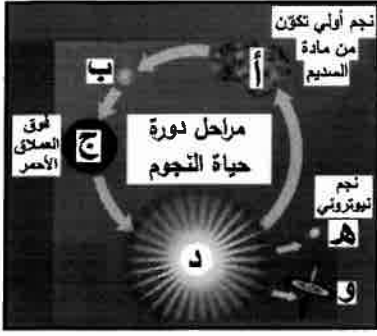 نجم أولي تكوّن
من مادة
السديم
أ
ب
ج
فوق
العملاق
الأحمر
مراحل دورة
حياة النجوم
د
نجم
نيوتروني
هـ
و